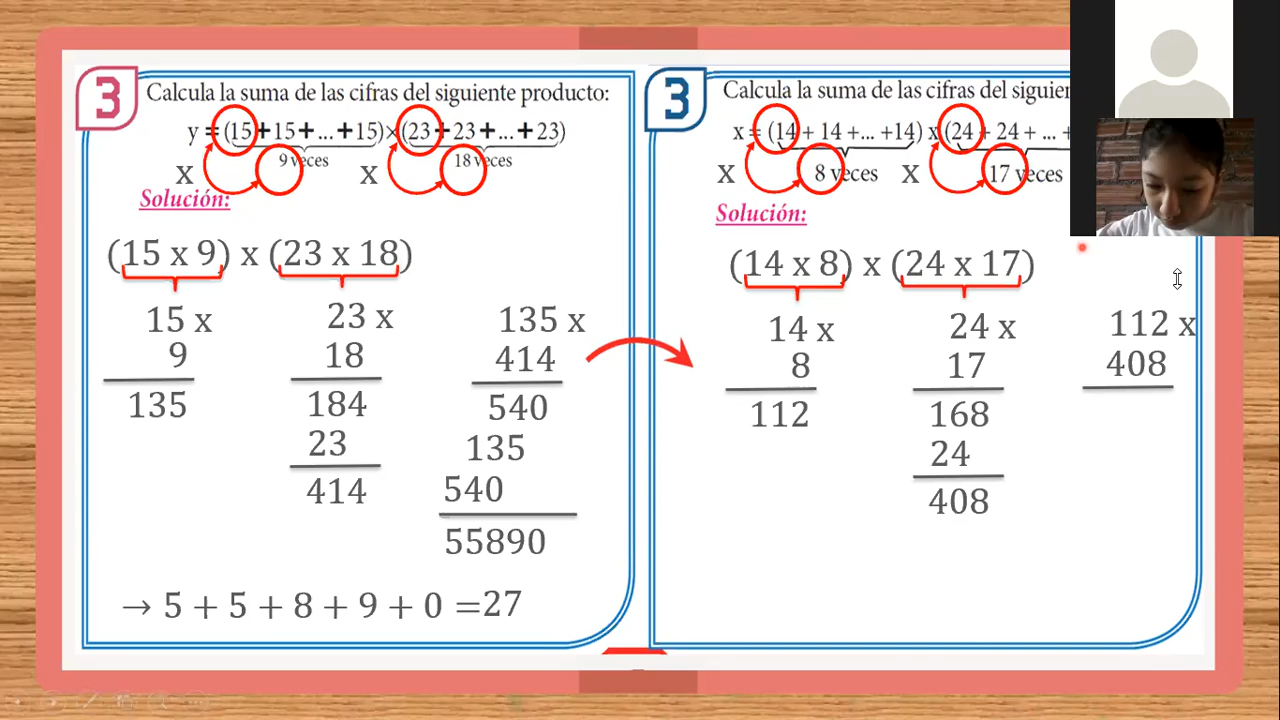 3
Calcula la suma de las cifras del siguiente producto:
y = (15+15+...+15)×(23+23+...+23)
9 veces 18 veces
X X
Solución:
(15 x 9) x (23 x 18)
15 x
9
135
23 x
18
184
23
414
135 x
414
540
135
540
55890
→ 5 + 5 + 8 + 9 + 0 =27
3
Calcula la suma de las cifras del
x = (14 + 14 +... +14) x (24 + 24 + ... +
X 8 veces X 17 veces
Solución:
(14 x 8) x (24 x 17)
14 x
8
112
24 x
17
168
24
408
112 x
408